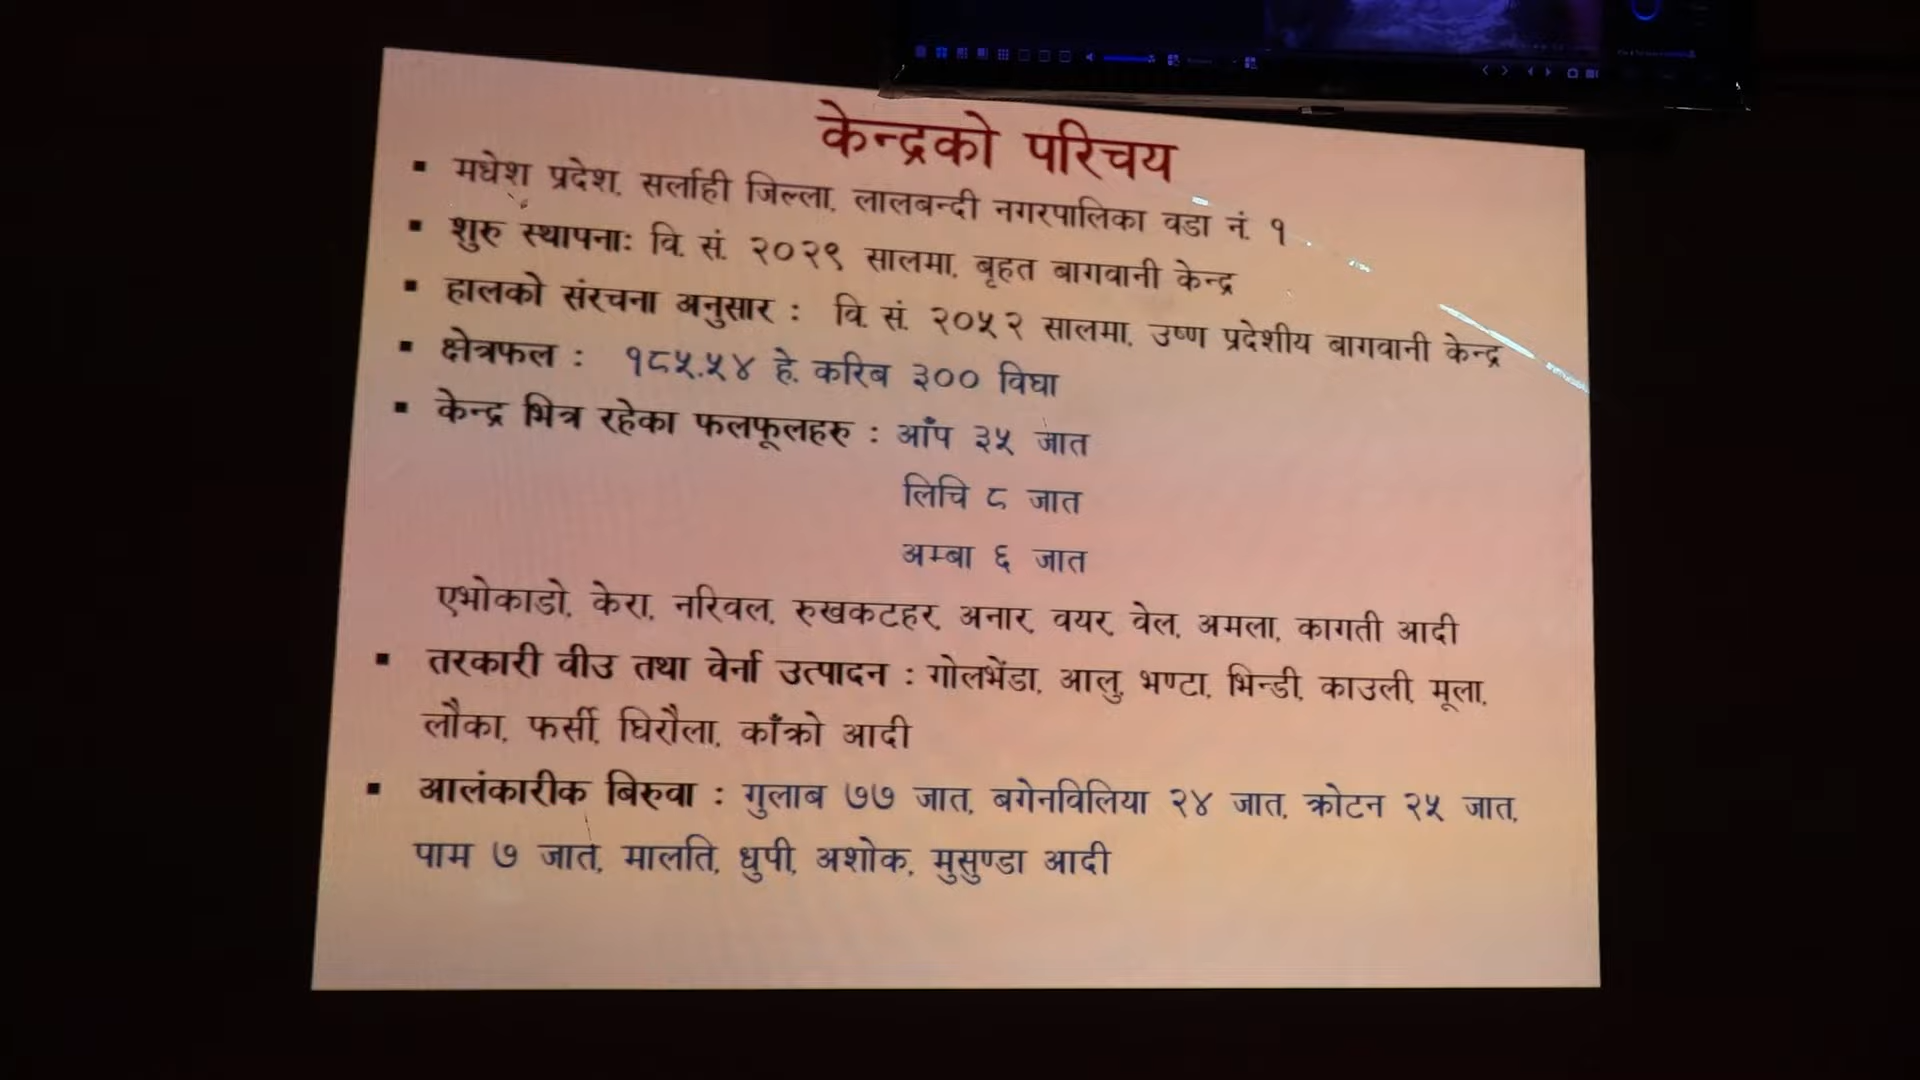 केन्द्रको परिचय
▪ मधेश प्रदेश, सर्लाही जिल्ला, लालबन्दी नगरपालिका वडा नं. १
▪ शुरु स्थापनाः वि. सं. २०२९ सालमा, बृहत बागवानी केन्द्र
▪ हालको संरचना अनुसार : वि. सं. २०५२ सालमा, उष्ण प्रदेशीय बागवानी केन्द्र
▪ क्षेत्रफल : १८५.५४ हे. करिब ३०० विघा
▪ केन्द्र भित्र रहेका फलफूलहरु : आँप ३५ जात
लिचि ८ जात
अम्बा ६ जात
एभोकाडो, केरा, नरिवल, रुखकटहर, अनार, वयर, वेल, अमला, कागती आदी
▪ तरकारी वीउ तथा वेर्ना उत्पादन : गोलभेंडा, आलु, भण्टा, भिन्डी, काउली, मूला,
लौका, फर्सी, घिरौला, काँक्रो आदी
▪ आलंकारीक बिरुवा : गुलाब ७७ जात, बगेनविलिया २४ जात, क्रोटन २५ जात,
पाम ७ जात, मालति, धुपी, अशोक, मुसुण्डा आदी